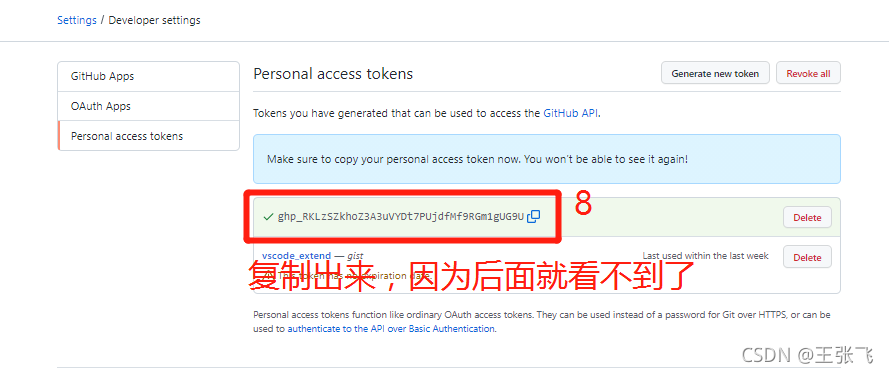 Settings / Developer settings
GitHub Apps
OAuth Apps
Personal access tokens
Personal access tokens
Generate new token
Revoke all
Tokens you have generated that can be used to access the GitHub API.
Make sure to copy your personal access token now. You won't be able to see it again!
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
8
Delete
vscode_extend — gist
Last used within the last week
Delete
This token has no expiration date.
复制出来，因为后面就看不到了
Personal access tokens function like ordinary OAuth access tokens. They can be used instead of a password for Git over HTTPS, or can be
used to authenticate to the API over Basic Authentication.
CSDN @王张飞